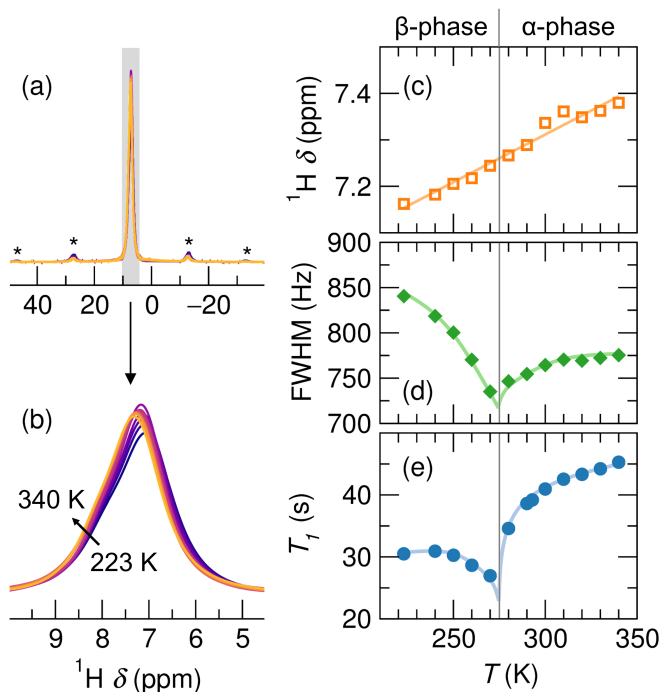 β-phase α-phase
(a)
* * * *
40 20 0 −20
(b)
340 K
223 K
9 8 7 6 5
¹H δ (ppm)
(c)
7.4
7.2
¹H δ (ppm)
900
850
800
750
700
FWHM (Hz)
(d)
(e)
40
30
20
T₁ (s)
250 300 350
T (K)